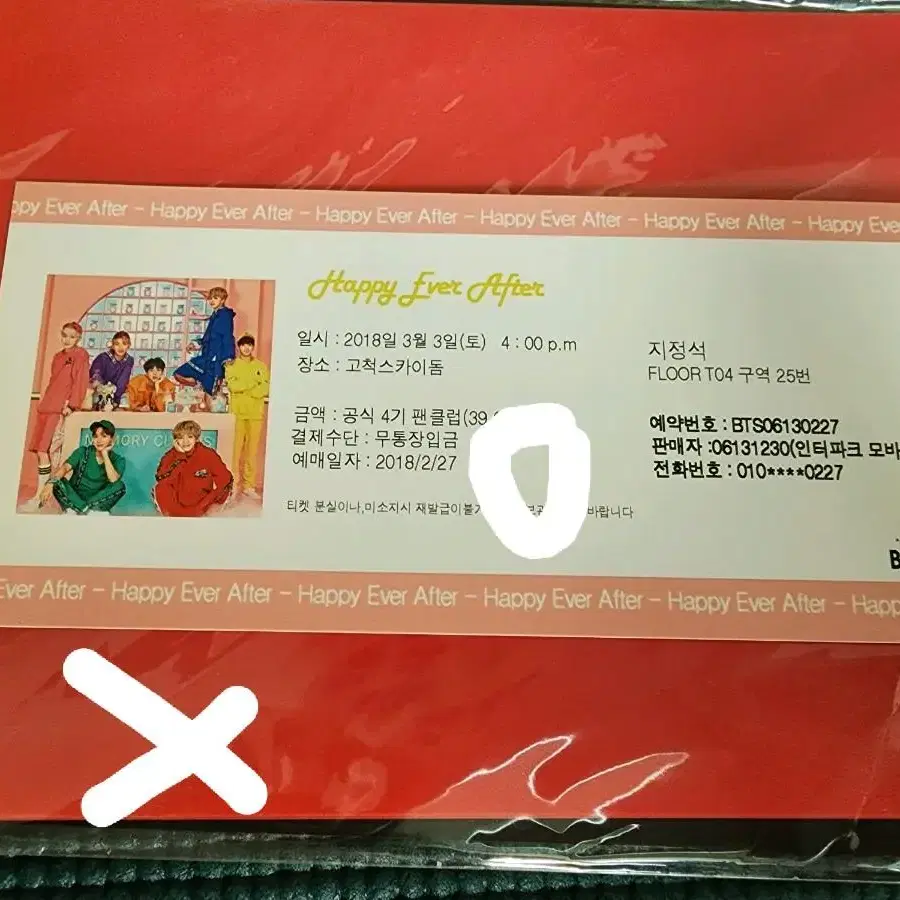 Ever After – Happy Ever After – Happy Ever After – Happy Ever After – Happy Ever After – Happy
Happy Ever After
일시 : 2018일 3월 3일(토) 4 : 00 p.m
장소 : 고척스카이돔
금액 : 공식 4기 팬클럽(39
결제수단 : 무통장입금
예매일자 : 2018/2/27
티켓 분실이나,미소지시 재발급이불 바랍니다
지정석
FLOOR T04 구역 25번
예약번호 : BTS06130227
판매자 :06131230(인터파크 모바
전화번호 : 010****0227
MEMORY
Ever After – Happy Ever After – Happy Ever After – Happy Ever After – Happy Ever After – Happ